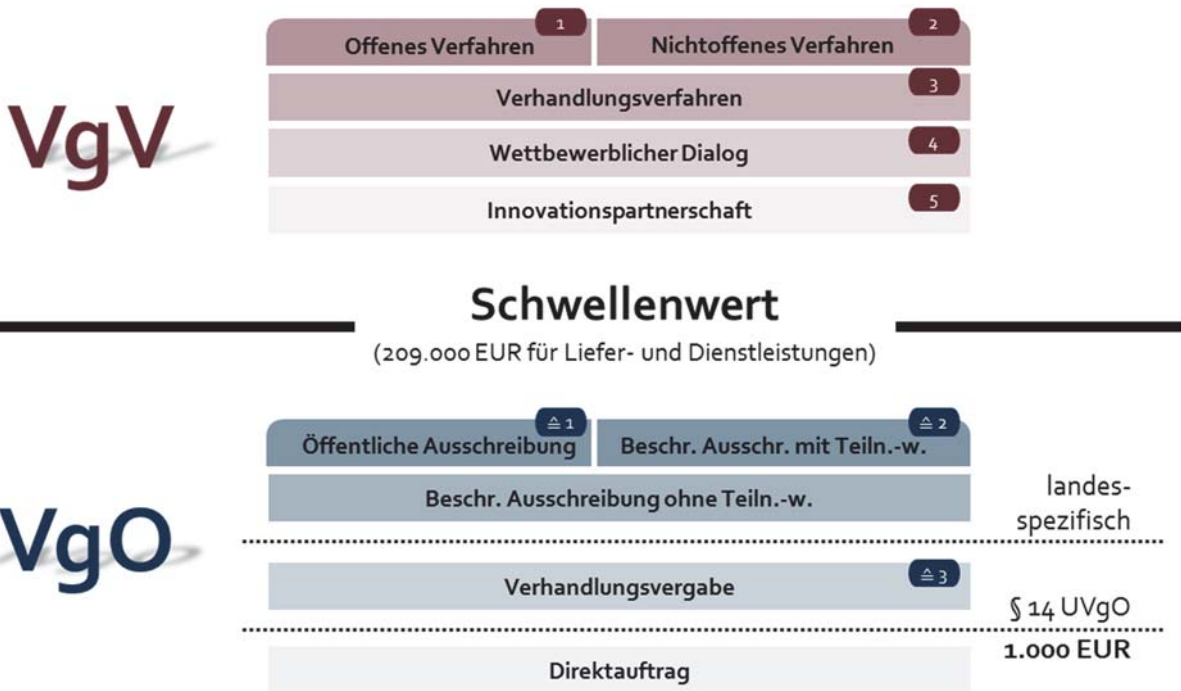 1
2
Offenes Verfahren
Nichtoffenes Verfahren
VgV
Verhandlungsverfahren
3
Wettbewerblicher Dialog
4
Innovationspartnerschaft
5
Schwellenwert
(209.000 EUR für Liefer- und Dienstleistungen)
≙ 1
≙ 2
Öffentliche Ausschreibung
Beschr. Ausschr. mit Teiln.-w.
Beschr. Ausschreibung ohne Teiln.-w.
landes-
spezifisch
VgO
Verhandlungsvergabe
≙ 3
§ 14 UVgO
1.000 EUR
Direktauftrag